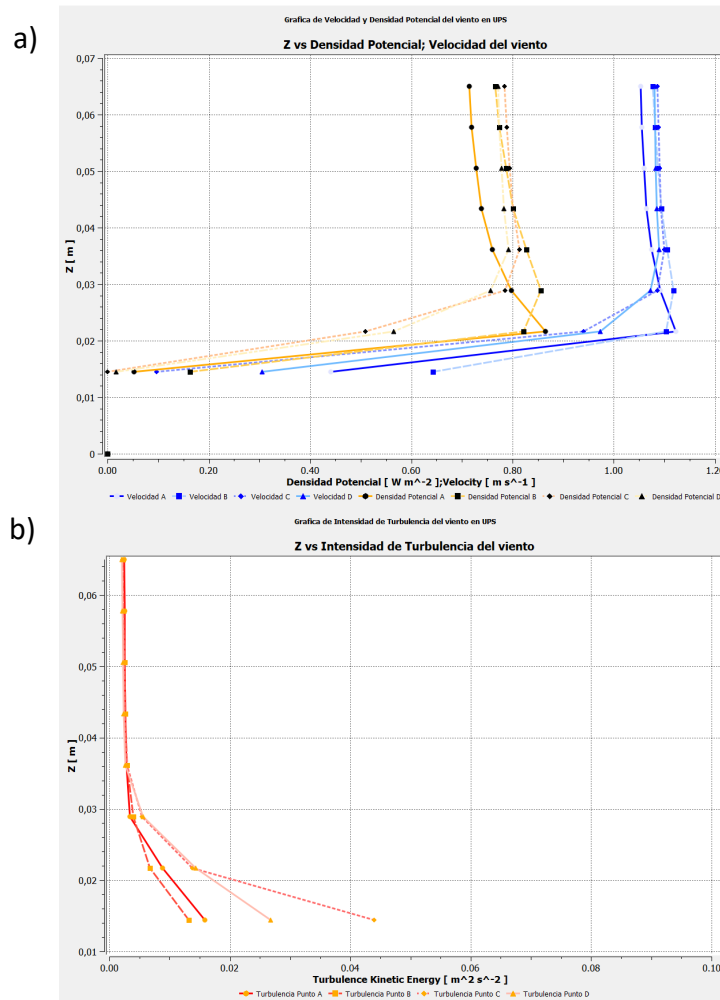 a)
Grafica de Velocidad y Densidad Potencial del viento en UPS
Z vs Densidad Potencial; Velocidad del viento
Z [ m ]
0,07
0,06
0,05
0,04
0,03
0,02
0,01
0
0.00 0.20 0.40 0.60 0.80 1.00 1.20
Densidad Potencial [ W m^-2 ];Velocity [ m s^-1 ]
Velocidad A Velocidad B Velocidad C Velocidad D Densidad Potencial A Densidad Potencial B Densidad Potencial C Densidad Potencial D
b)
Grafica de Intensidad de Turbulencia del viento en UPS
Z vs Intensidad de Turbulencia del viento
Z [ m ]
0,06
0,05
0,04
0,03
0,02
0,01
0.00 0.02 0.04 0.06 0.08 0.10
Turbulence Kinetic Energy [ m^2 s^-2 ]
Turbulencia Punto A Turbulencia Punto B Turbulencia Punto C Turbulencia Punto D